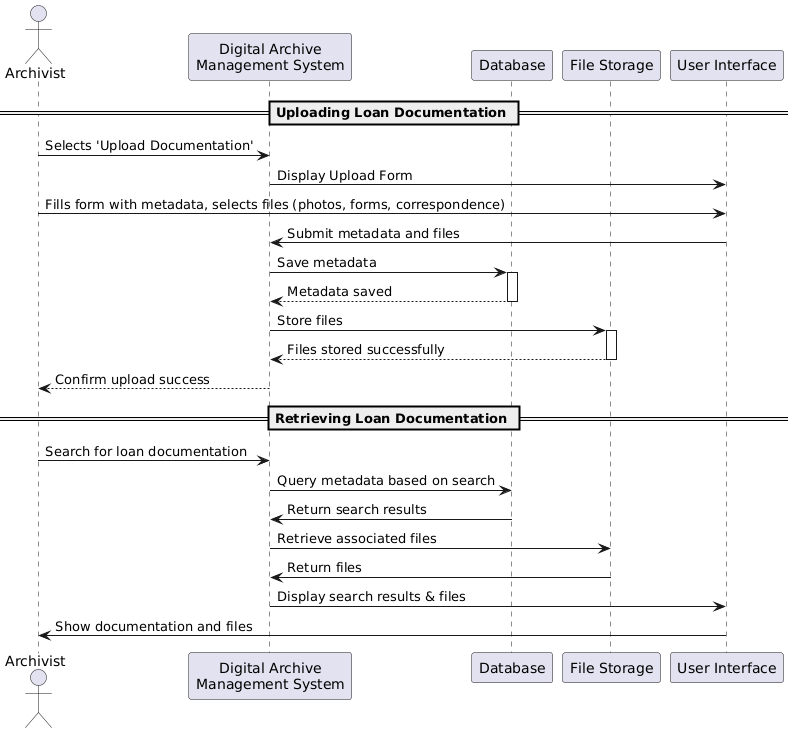 Archivist
Digital Archive
Management System
Database
File Storage
User Interface
Uploading Loan Documentation
Selects 'Upload Documentation'
Display Upload Form
Fills form with metadata, selects files (photos, forms, correspondence)
Submit metadata and files
Save metadata
Metadata saved
Store files
Files stored successfully
Confirm upload success
Retrieving Loan Documentation
Search for loan documentation
Query metadata based on search
Return search results
Retrieve associated files
Return files
Display search results & files
Show documentation and files
Archivist
Digital Archive
Management System
Database
File Storage
User Interface